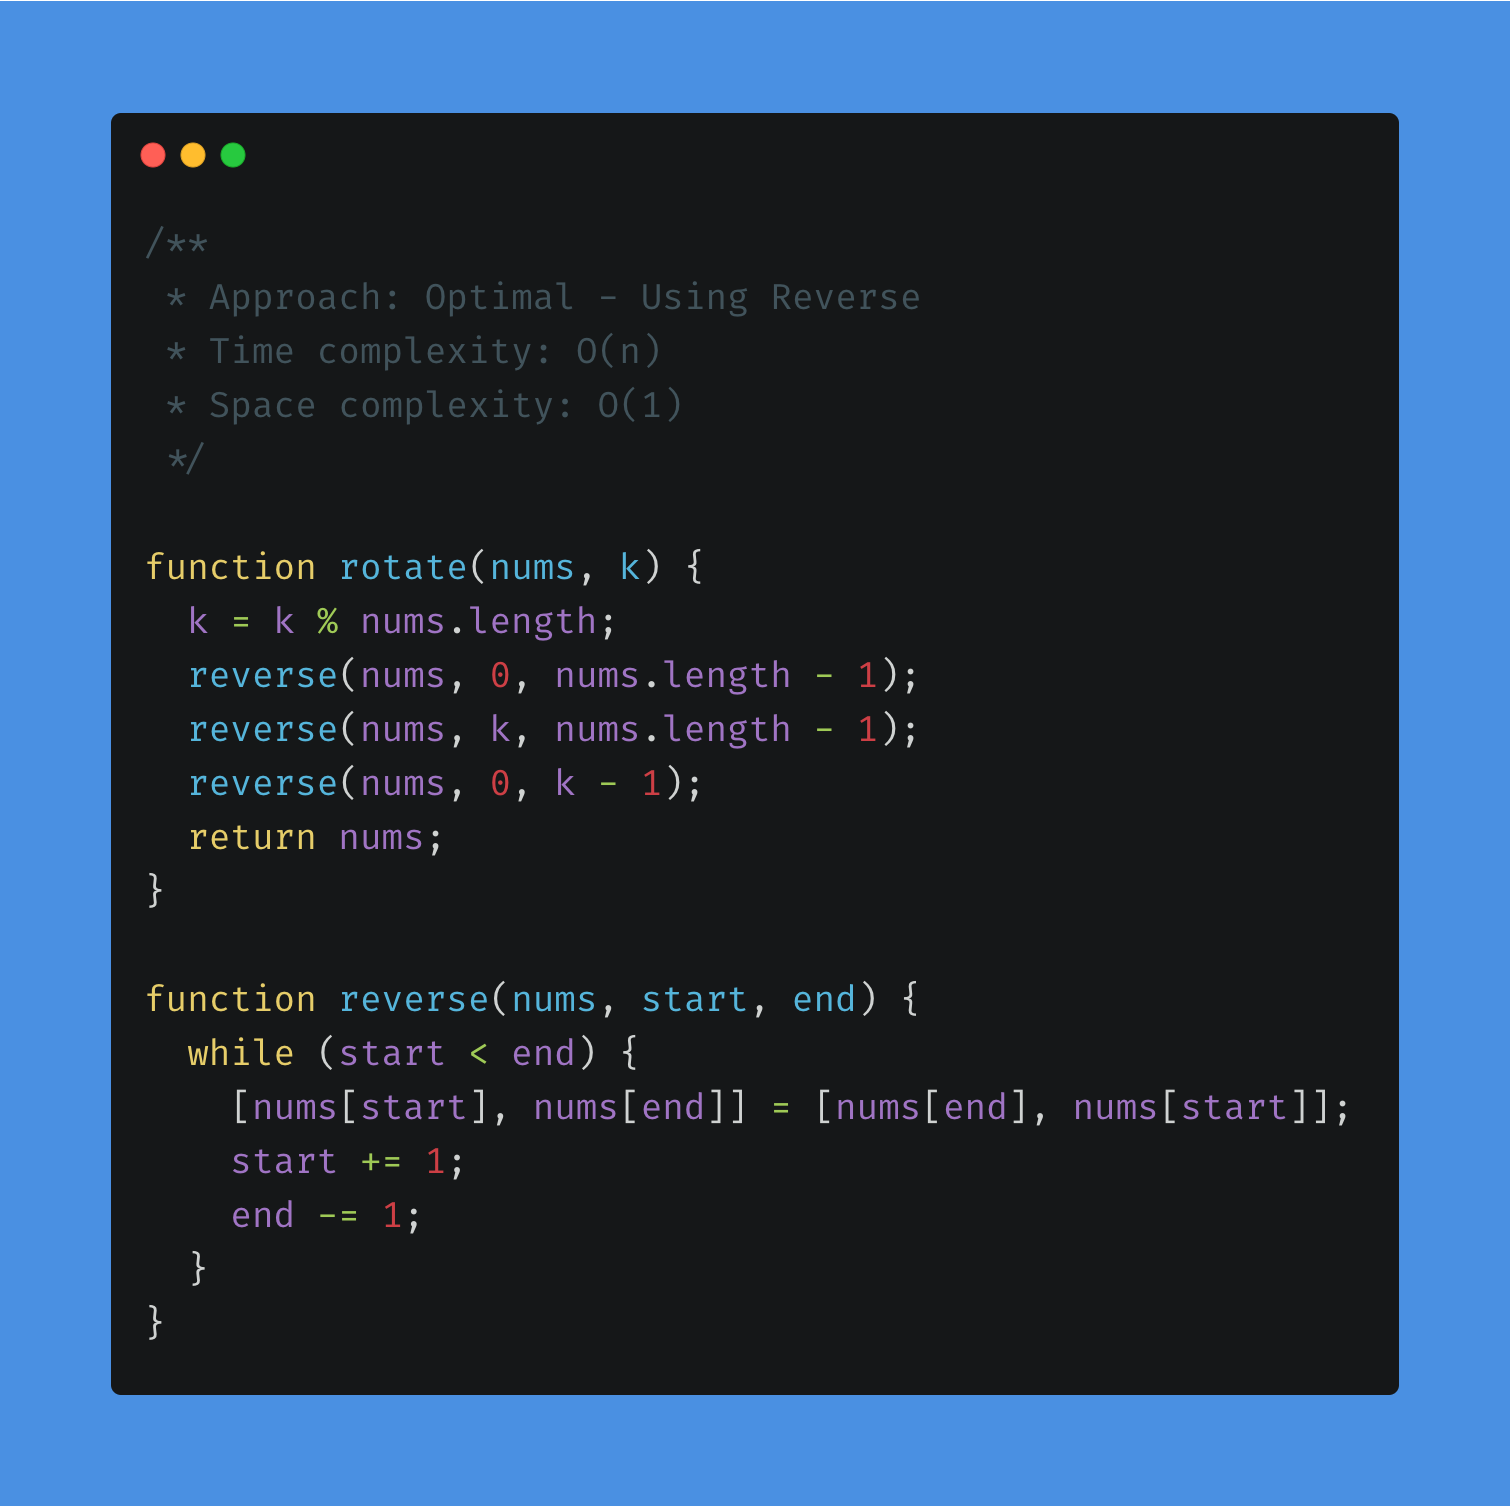 /**
 * Approach: Optimal - Using Reverse
 * Time complexity: O(n)
 * Space complexity: O(1)
 */

function rotate(nums, k) {
  k = k % nums.length;
  reverse(nums, 0, nums.length - 1);
  reverse(nums, k, nums.length - 1);
  reverse(nums, 0, k - 1);
  return nums;
}

function reverse(nums, start, end) {
  while (start < end) {
    [nums[start], nums[end]] = [nums[end], nums[start]];
    start += 1;
    end -= 1;
  }
}